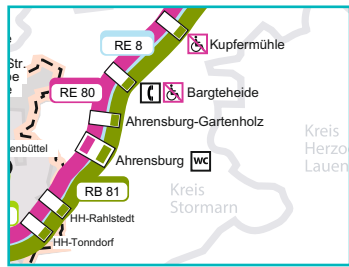 RE 8
Kupfermühle
Str.
RE 80
Bargteheide
Ahrensburg-Gartenholz
enbüttel
Ahrensburg
WC
Kreis
Herzo
Lauen
RB 81
Kreis
Stormarn
HH-Rahlstedt
HH-Tonndorf